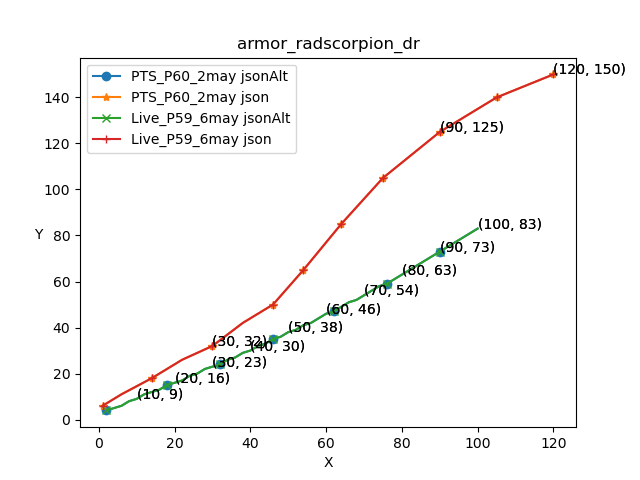 armor_radscorpion_dr
PTS_P60_2may jsonAlt
PTS_P60_2may json
Live_P59_6may jsonAlt
Live_P59_6may json
(120, 150)
(90, 125)
(100, 83)
(90, 73)
(80, 63)
(70, 54)
(60, 46)
(50, 38)
(30, 32)
(40, 30)
(30, 23)
(20, 16)
(10, 9)
Y
140
120
100
80
60
40
20
0
0 20 40 60 80 100 120
X